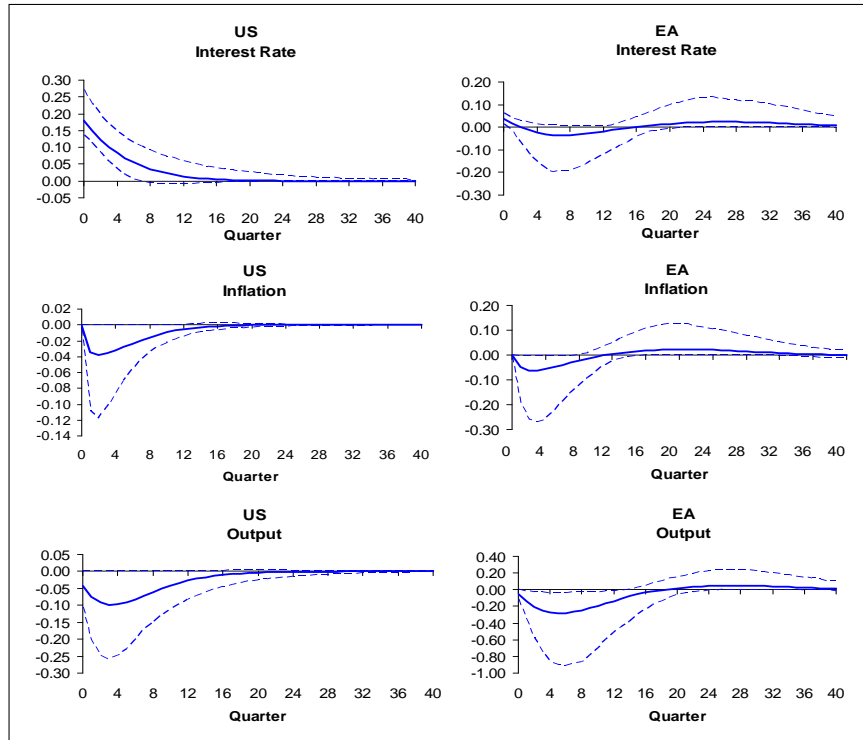 US
Interest Rate
0.30
0.25
0.20
0.15
0.10
0.05
0.00
-0.05
0 4 8 12 16 20 24 28 32 36 40
Quarter
EA
Interest Rate
0.20
0.10
0.00
-0.10
-0.20
-0.30
0 4 8 12 16 20 24 28 32 36 40
Quarter
US
Inflation
0.02
0.00
-0.02
-0.04
-0.06
-0.08
-0.10
-0.12
-0.14
0 4 8 12 16 20 24 28 32 36 40
Quarter
EA
Inflation
0.20
0.10
0.00
-0.10
-0.20
-0.30
0 4 8 12 16 20 24 28 32 36 40
Quarter
US
Output
0.05
0.00
-0.05
-0.10
-0.15
-0.20
-0.25
-0.30
0 4 8 12 16 20 24 28 32 36 40
Quarter
EA
Output
0.40
0.20
0.00
-0.20
-0.40
-0.60
-0.80
-1.00
0 4 8 12 16 20 24 28 32 36 40
Quarter